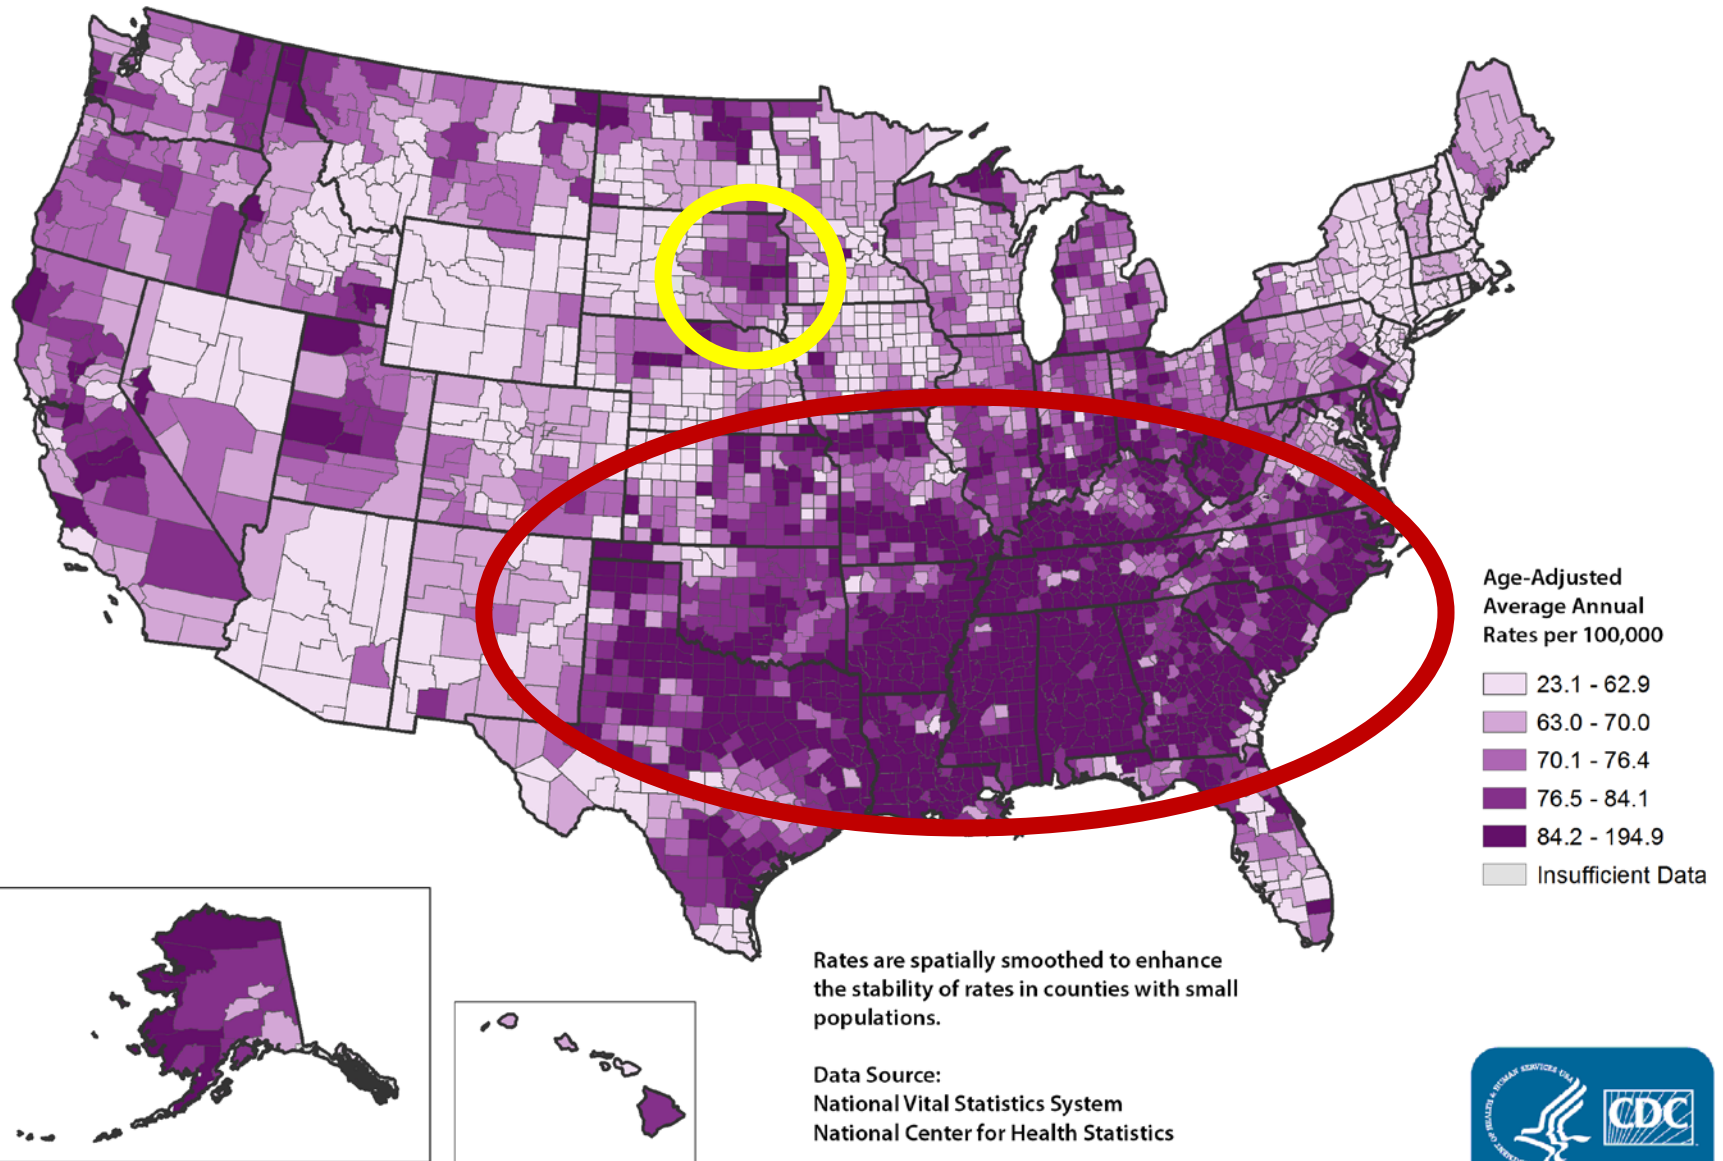 Age-Adjusted
Average Annual
Rates per 100,000
23.1 - 62.9
63.0 - 70.0
70.1 - 76.4
76.5 - 84.1
84.2 - 194.9
Insufficient Data
Rates are spatially smoothed to enhance
the stability of rates in counties with small
populations.
Data Source:
National Vital Statistics System
National Center for Health Statistics
HUMAN SERVICES USA
CDC